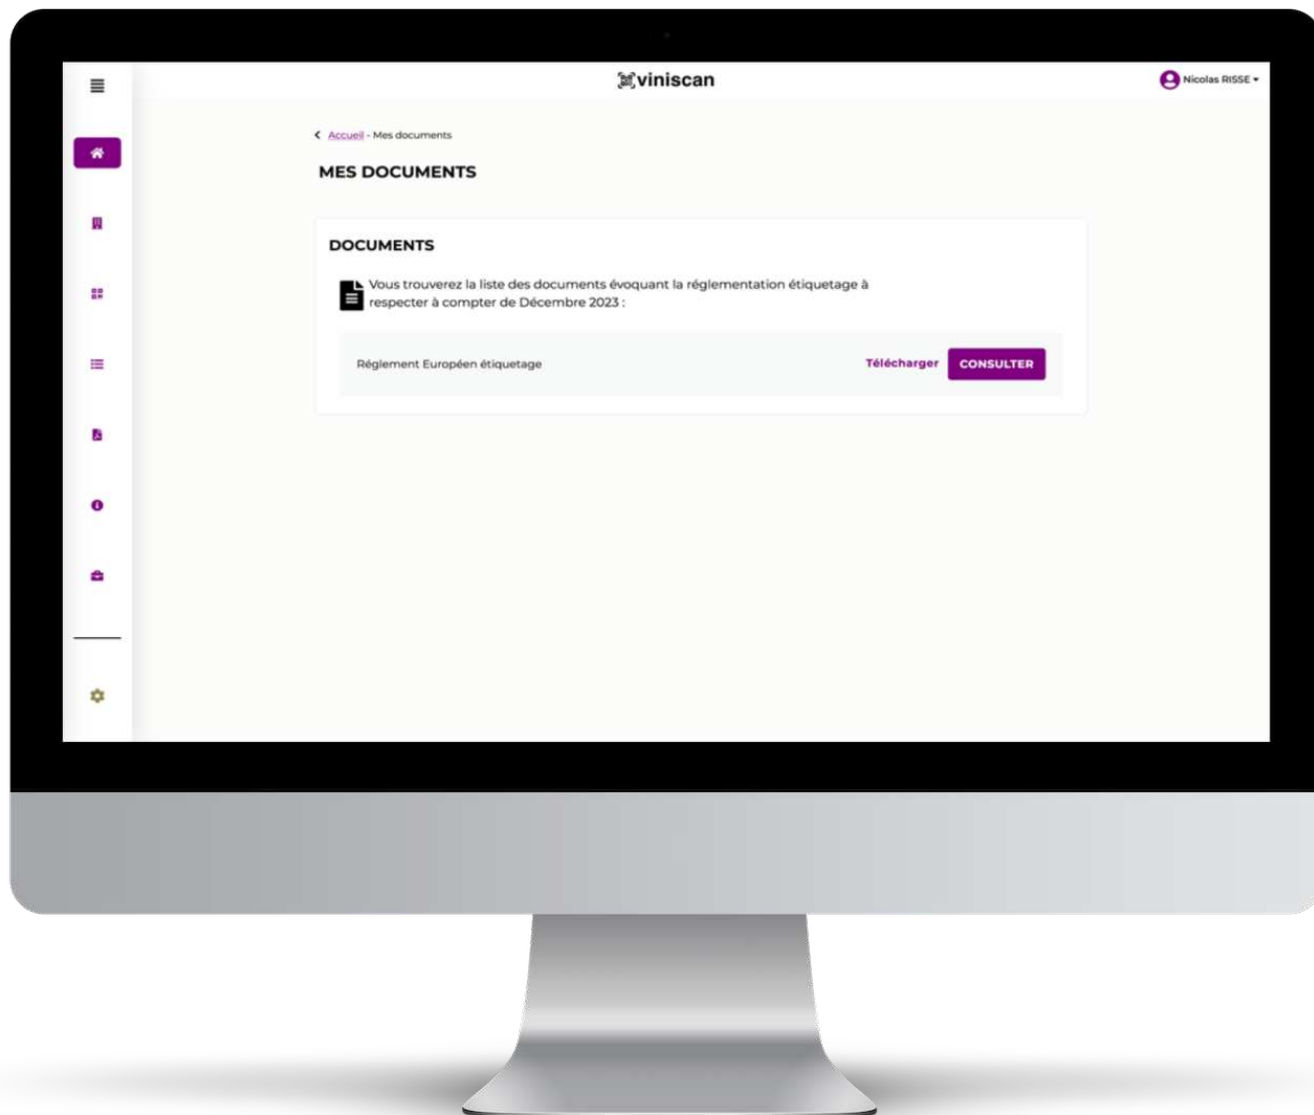 viniscan
Nicolas RISSE
Accueil - Mes documents
MES DOCUMENTS
DOCUMENTS
Vous trouverez la liste des documents évoquant la réglementation étiquetage à
respecter à compter de Décembre 2023 :
Réglement Européen étiquetage
Télécharger
CONSULTER